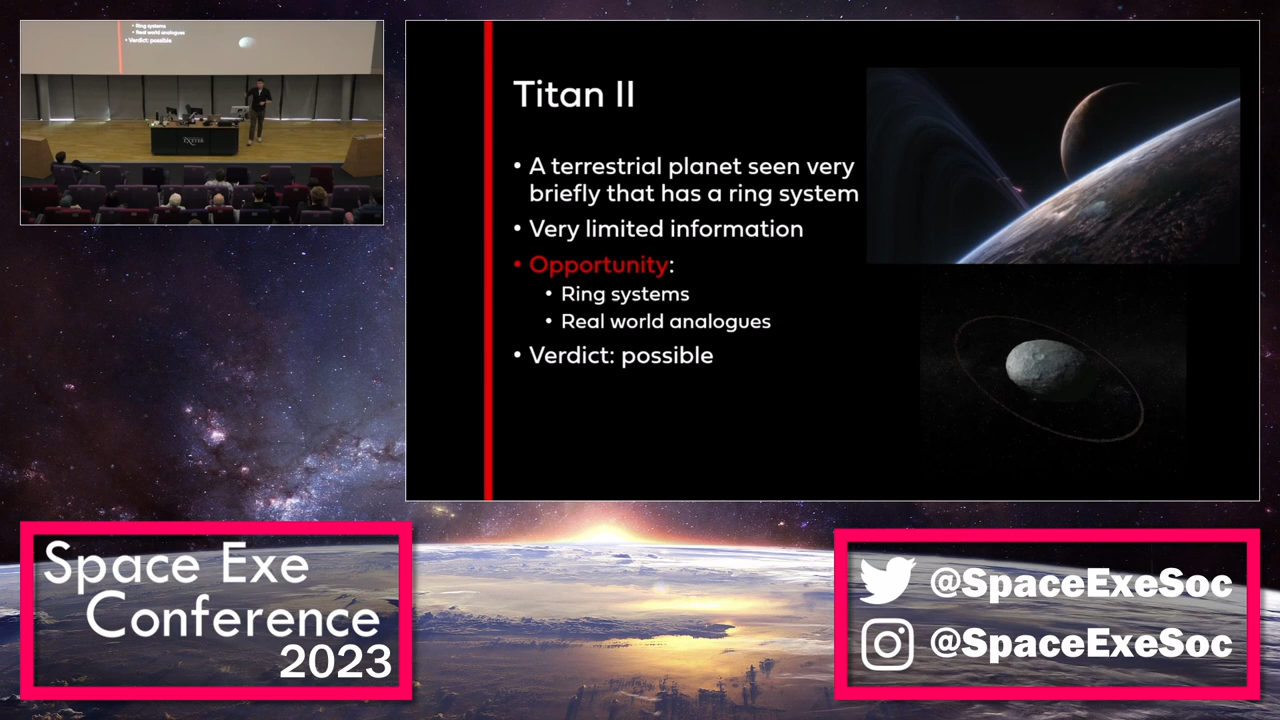 • Ring systems
• Real world analogues
• Verdict: possible
EXETER
Titan II
• A terrestrial planet seen very
briefly that has a ring system
• Very limited information
• Opportunity:
• Ring systems
• Real world analogues
• Verdict: possible
Space Exe
Conference
2023
@SpaceExeSoc
@SpaceExeSoc